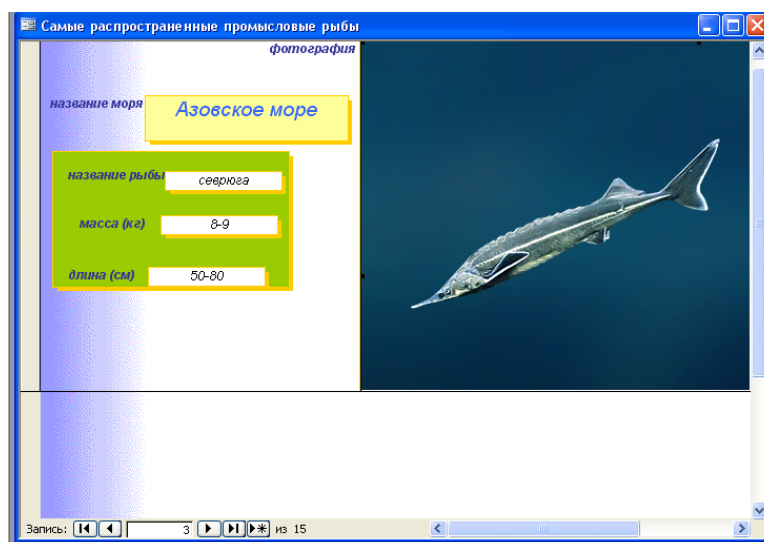 Самые распространенные промысловые рыбы
фотография
название моря Азовское море
название рыбы севрюга
масса (кг) 8-9
длина (см) 50-80
Запись: 3 из 15